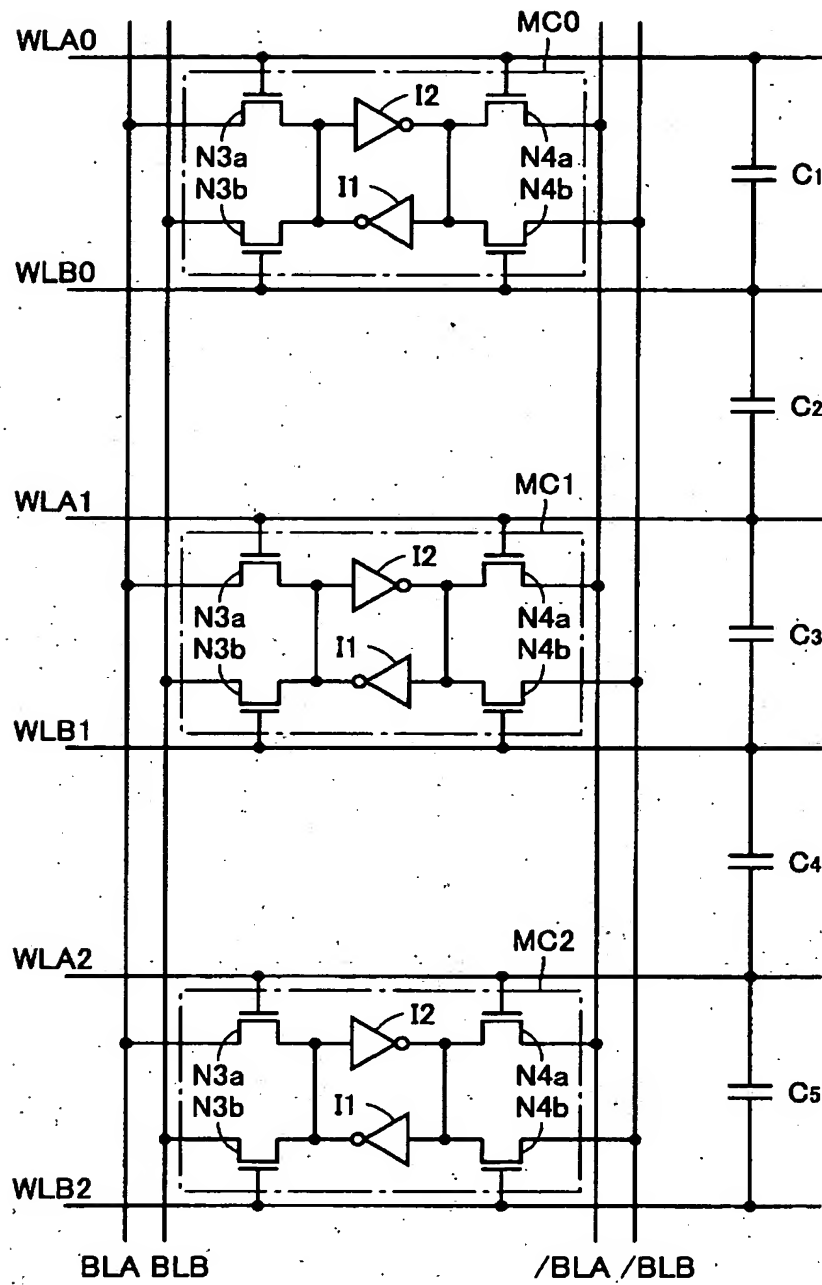 MC0
WLA0
I2
N3a
N4a
C1
N3b
I1
N4b
WLB0
C2
MC1
WLA1
I2
N3a
N4a
C3
N3b
I1
N4b
WLB1
C4
MC2
WLA2
I2
N3a
N4a
C5
N3b
I1
N4b
WLB2
BLA BLB /BLA /BLB